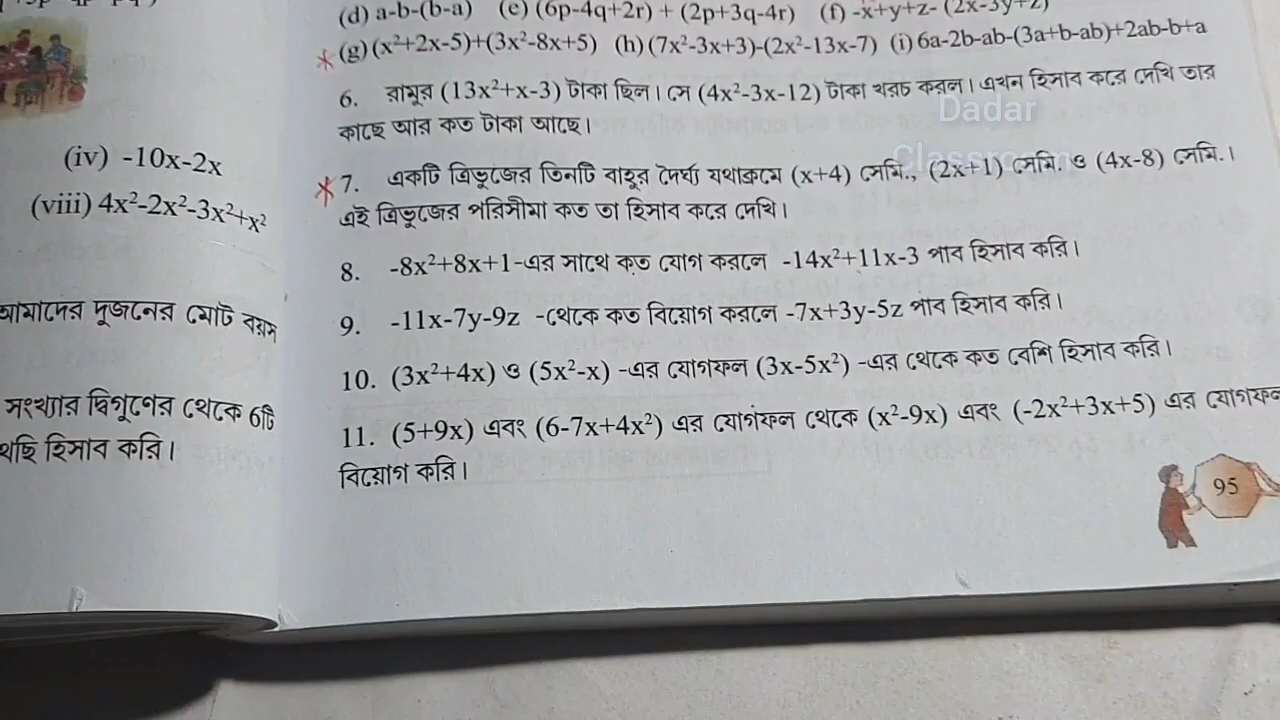 (iv) -10x-2x
(viii) 4x²-2x²-3x²+x²
আমাদের দুজনের মোট বয়স
সংখ্যার দ্বিগুণের থেকে 6টি
হিসাব করি।
(d) a-b-(b-a) (e) (6p-4q+2r) + (2p+3q-4r) (f) -x+y+z- (2x-3y+z)
(g) (x²+2x-5)+(3x²-8x+5) (h) (7x²-3x+3)-(2x²-13x-7) (i) 6a-2b-ab-(3a+b-ab)+2ab-b+a
6. রামুর (13x²+x-3) টাকা ছিল। সে (4x²-3x-12) টাকা খরচ করল। এখন হিসাব করে দেখি তার
কাছে আর কত টাকা আছে।
7. একটি ত্রিভুজের তিনটি বাহুর দৈর্ঘ্য যথাক্রমে (x+4) সেমি., (2x+1) সেমি. ও (4x-8) সেমি.।
এই ত্রিভুজের পরিসীমা কত তা হিসাব করে দেখি।
8. -8x²+8x+1-এর সাথে কত যোগ করলে -14x²+11x-3 পাব হিসাব করি।
9. -11x-7y-9z -থেকে কত বিয়োগ করলে -7x+3y-5z পাব হিসাব করি।
10. (3x²+4x) ও (5x²-x) -এর যোগফল (3x-5x²) -এর থেকে কত বেশি হিসাব করি।
11. (5+9x) এবং (6-7x+4x²) এর যোগফল থেকে (x²-9x) এবং (-2x²+3x+5) এর যোগফল
বিয়োগ করি।
95
Dadar
Classroom